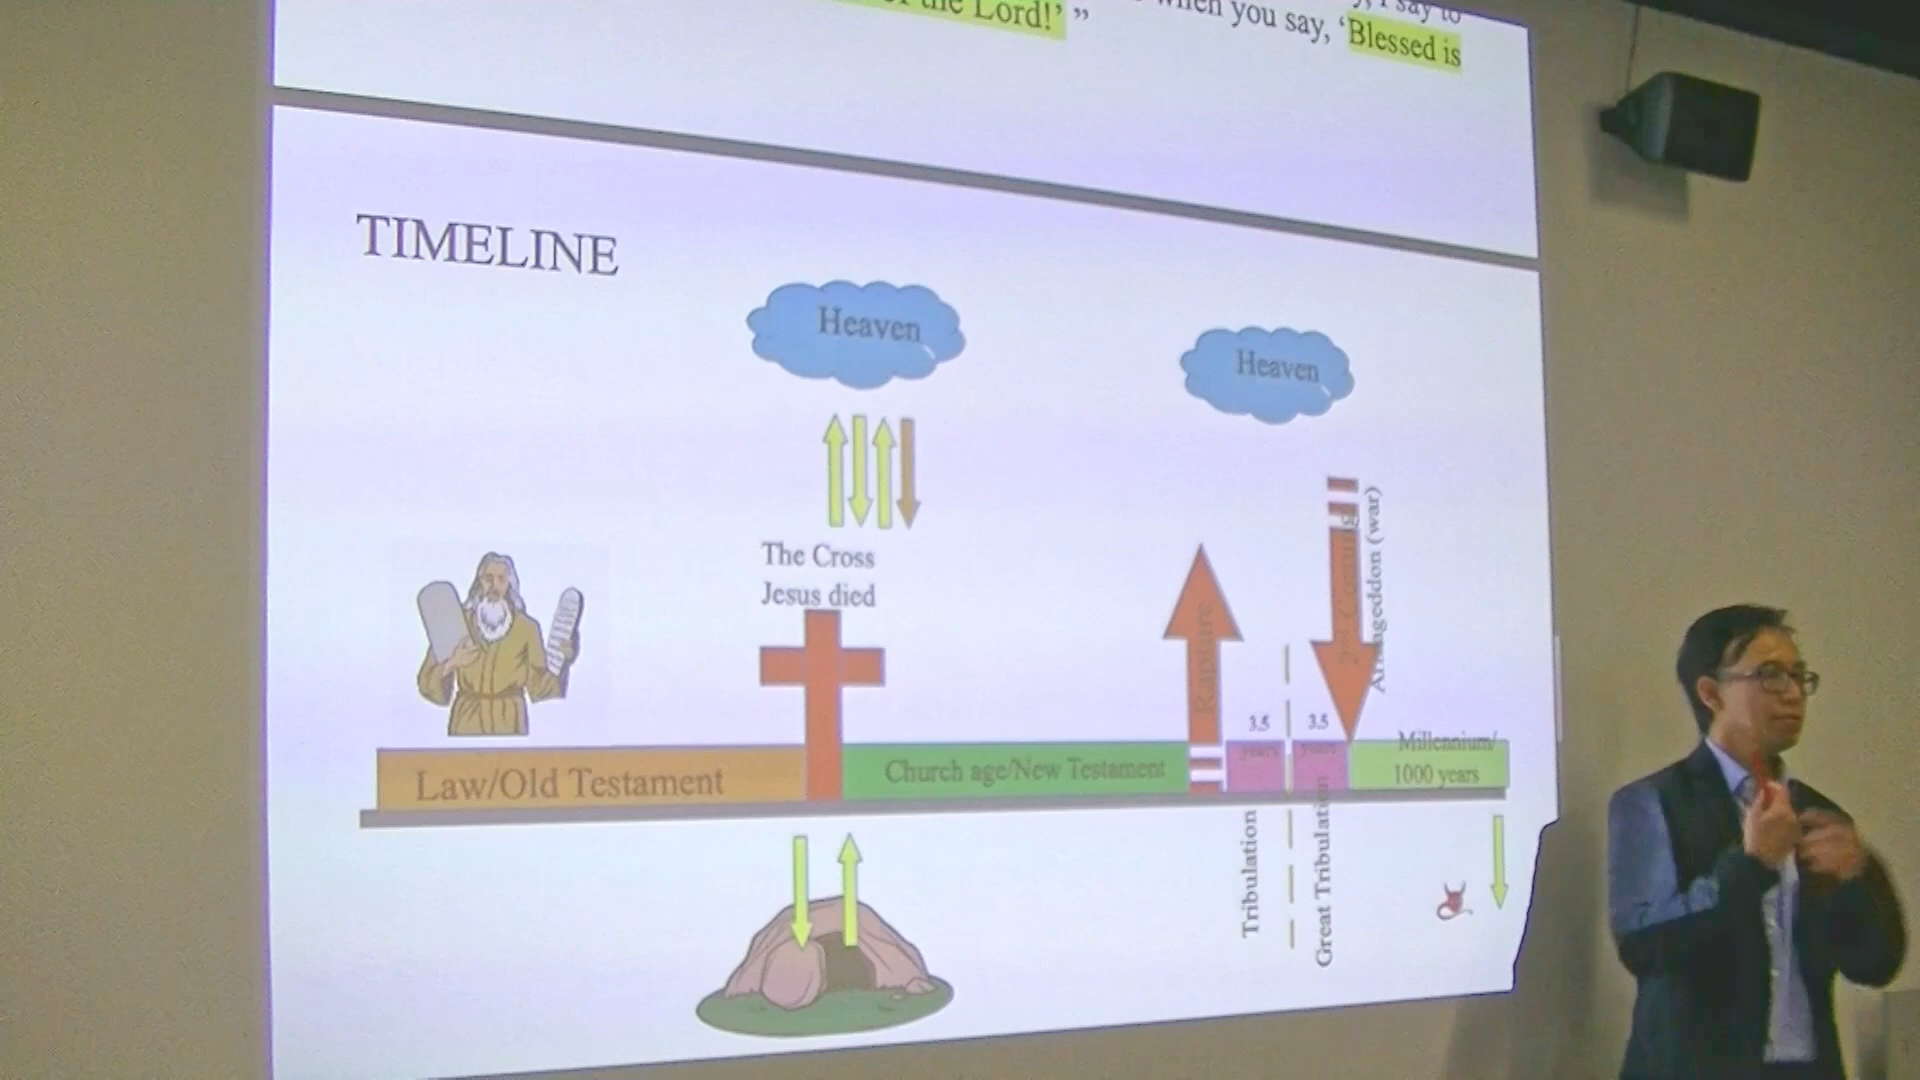 the Lord!’ ”
when you say, ‘Blessed is
TIMELINE
Heaven
Heaven
The Cross
Jesus died
Rapture
2nd Coming
Armageddon (war)
3.5
years
3.5
years
Law/Old Testament
Church age/New Testament
Millennium/
1000 years
Tribulation
Great Tribulation